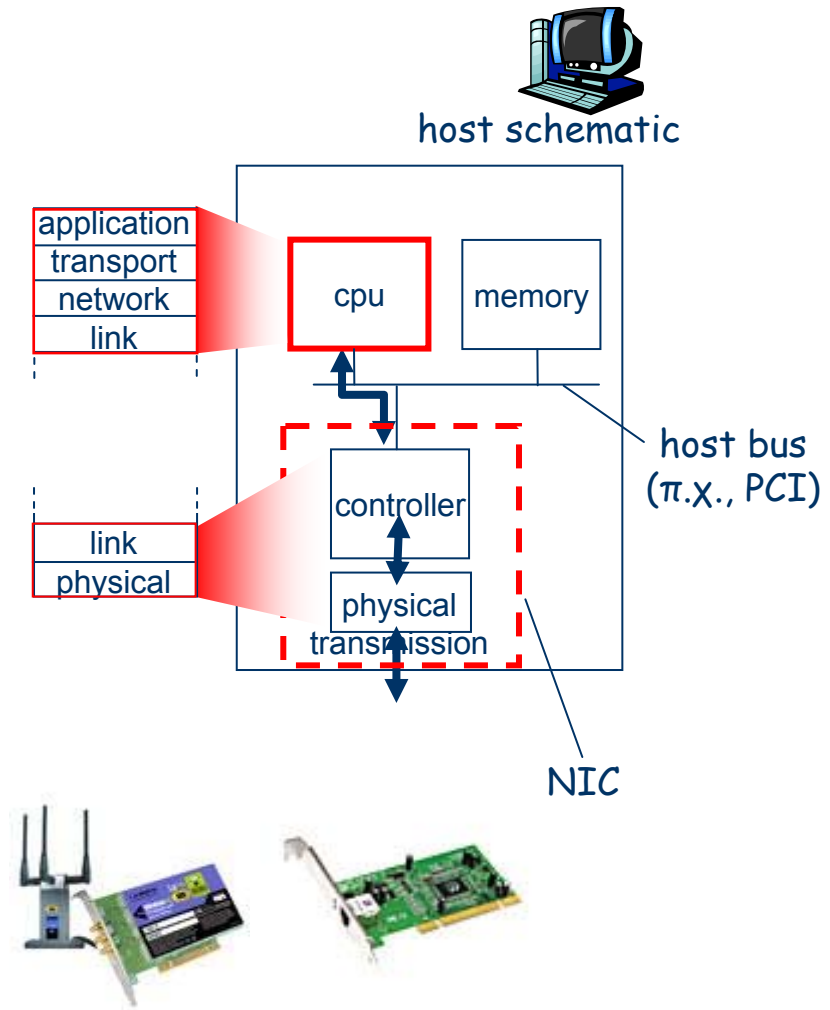 host schematic
application
transport
network
link
cpu
memory
host bus
(π.χ., PCI)
controller
link
physical
physical
transmission
NIC